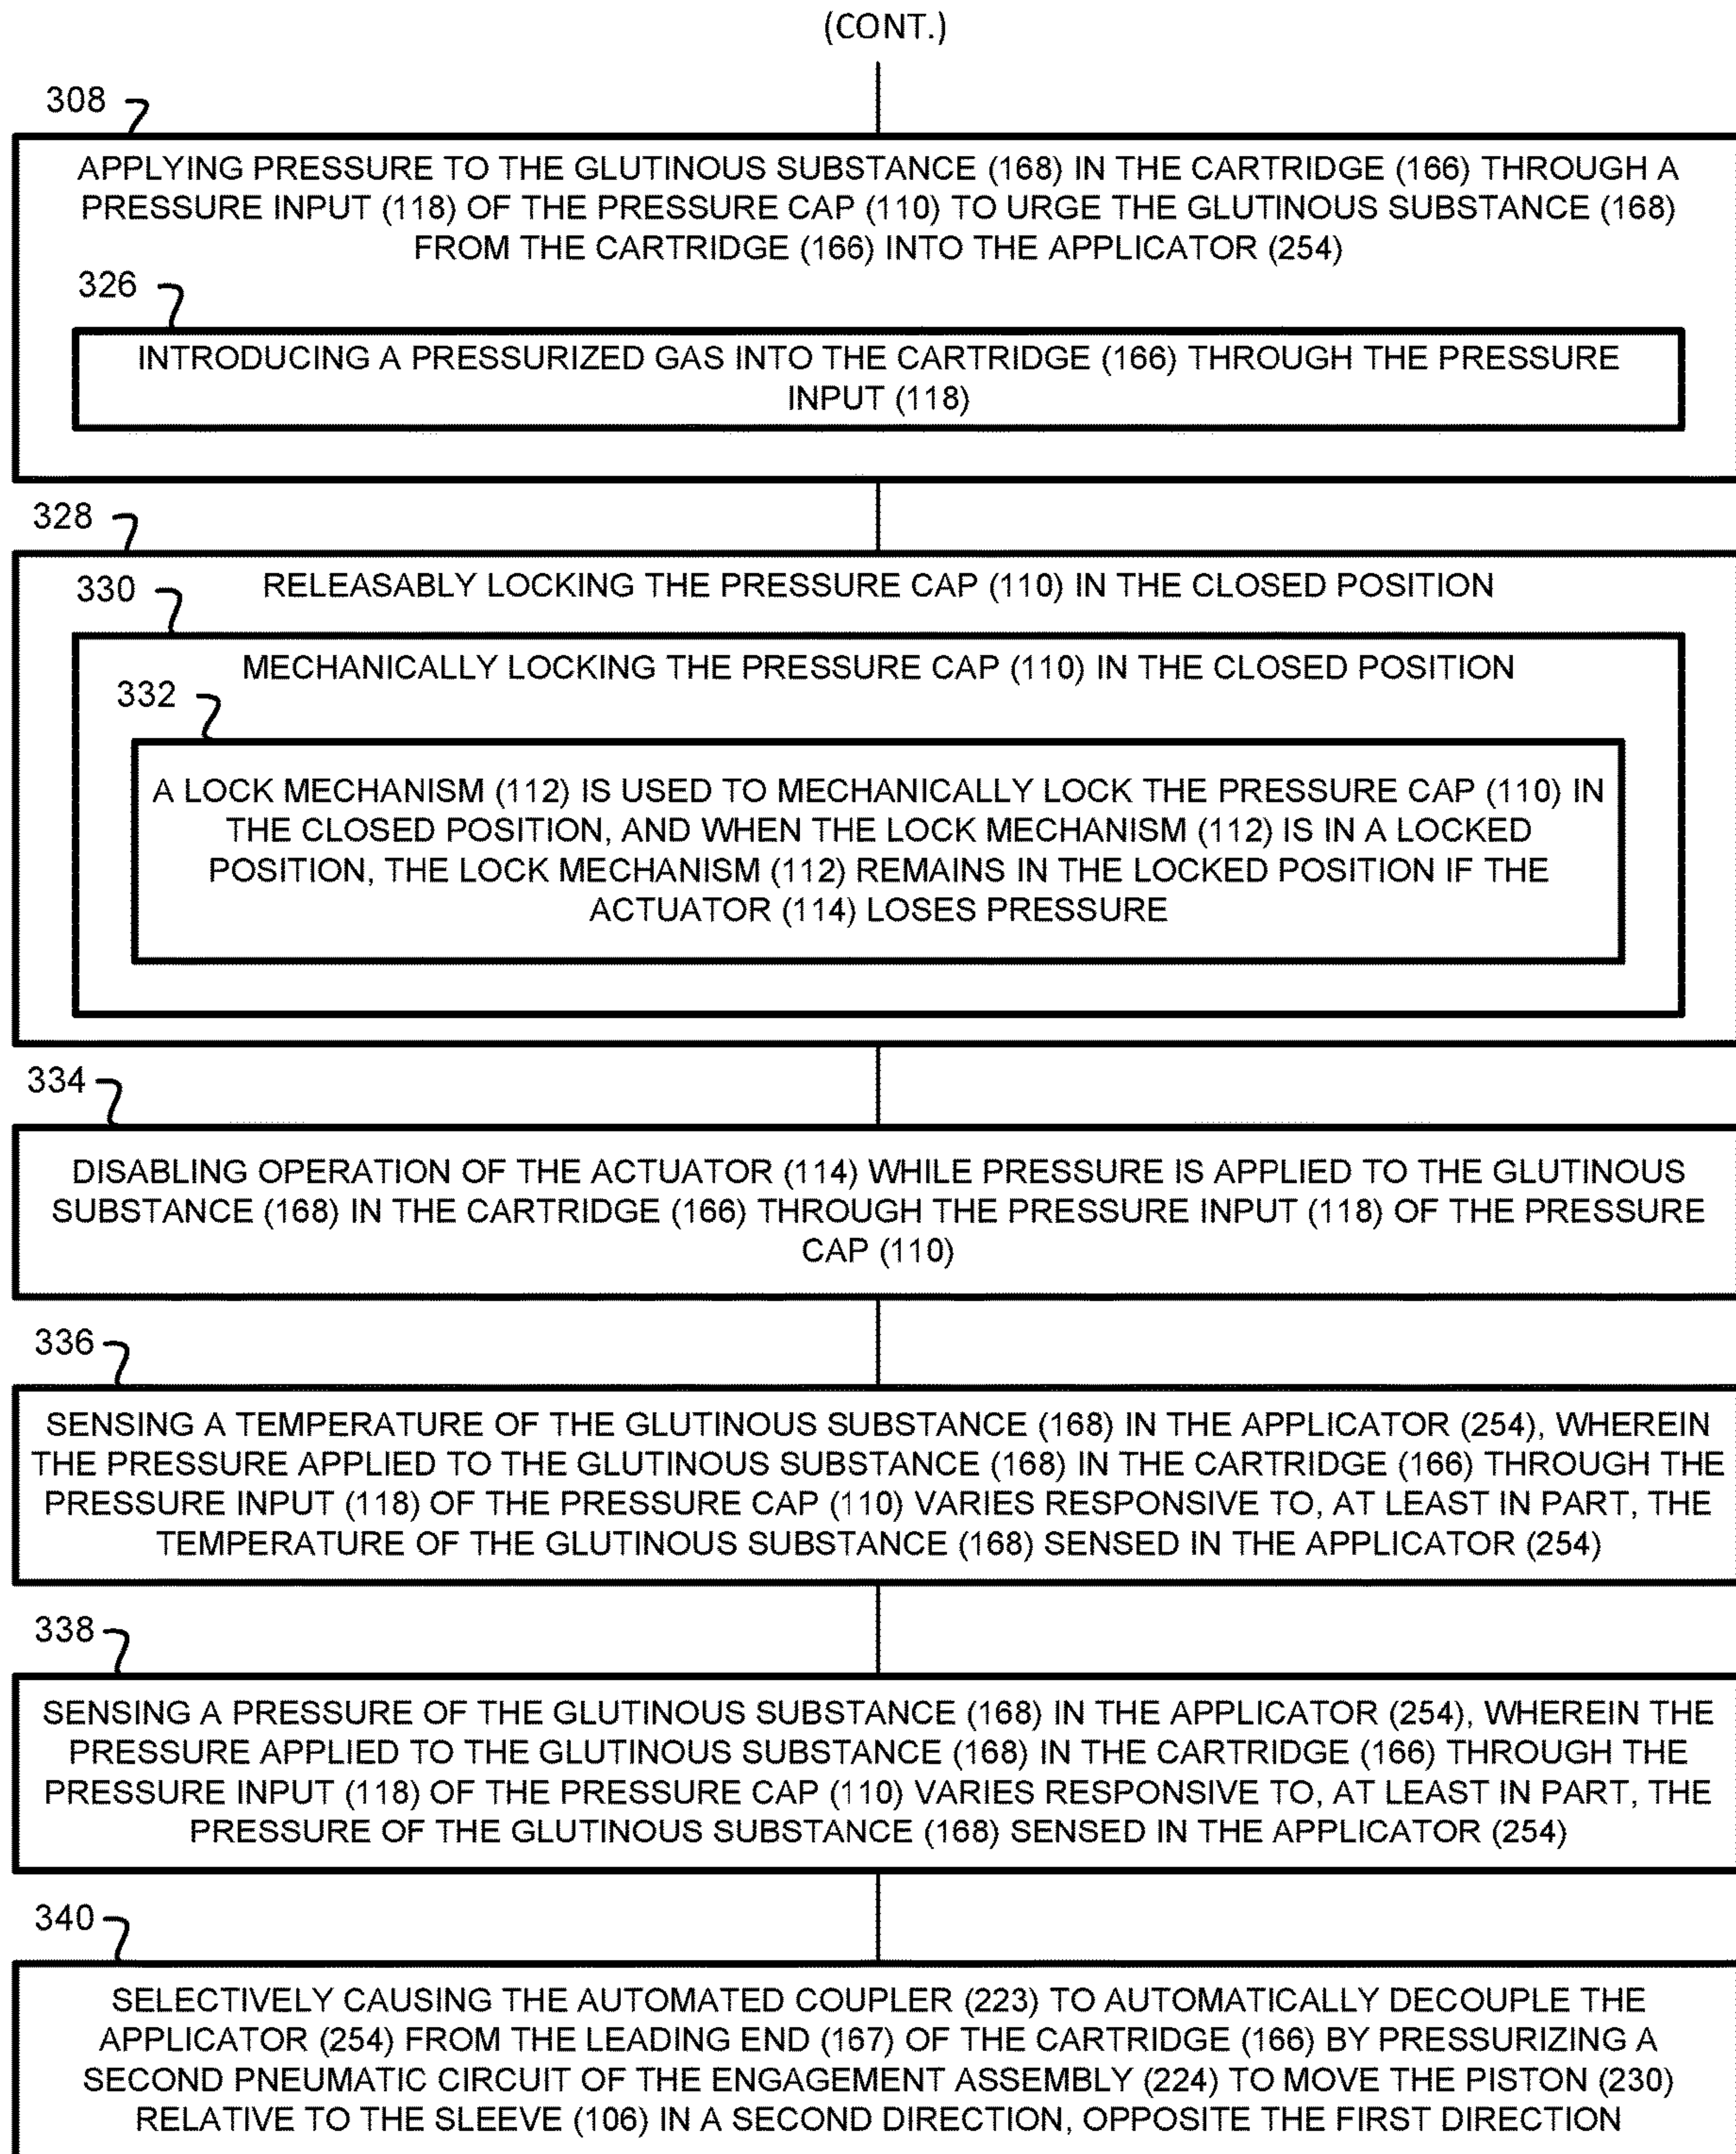 (CONT.)
308
APPLYING PRESSURE TO THE GLUTINOUS SUBSTANCE (168) IN THE CARTRIDGE (166) THROUGH A
PRESSURE INPUT (118) OF THE PRESSURE CAP (110) TO URGE THE GLUTINOUS SUBSTANCE (168)
FROM THE CARTRIDGE (166) INTO THE APPLICATOR (254)
326
INTRODUCING A PRESSURIZED GAS INTO THE CARTRIDGE (166) THROUGH THE PRESSURE
INPUT (118)
328
RELEASABLY LOCKING THE PRESSURE CAP (110) IN THE CLOSED POSITION
330
MECHANICALLY LOCKING THE PRESSURE CAP (110) IN THE CLOSED POSITION
332
A LOCK MECHANISM (112) IS USED TO MECHANICALLY LOCK THE PRESSURE CAP (110) IN
THE CLOSED POSITION, AND WHEN THE LOCK MECHANISM (112) IS IN A LOCKED
POSITION, THE LOCK MECHANISM (112) REMAINS IN THE LOCKED POSITION IF THE
ACTUATOR (114) LOSES PRESSURE
334
DISABLING OPERATION OF THE ACTUATOR (114) WHILE PRESSURE IS APPLIED TO THE GLUTINOUS
SUBSTANCE (168) IN THE CARTRIDGE (166) THROUGH THE PRESSURE INPUT (118) OF THE PRESSURE
CAP (110)
336
SENSING A TEMPERATURE OF THE GLUTINOUS SUBSTANCE (168) IN THE APPLICATOR (254), WHEREIN
THE PRESSURE APPLIED TO THE GLUTINOUS SUBSTANCE (168) IN THE CARTRIDGE (166) THROUGH THE
PRESSURE INPUT (118) OF THE PRESSURE CAP (110) VARIES RESPONSIVE TO, AT LEAST IN PART, THE
TEMPERATURE OF THE GLUTINOUS SUBSTANCE (168) SENSED IN THE APPLICATOR (254)
338
SENSING A PRESSURE OF THE GLUTINOUS SUBSTANCE (168) IN THE APPLICATOR (254), WHEREIN THE
PRESSURE APPLIED TO THE GLUTINOUS SUBSTANCE (168) IN THE CARTRIDGE (166) THROUGH THE
PRESSURE INPUT (118) OF THE PRESSURE CAP (110) VARIES RESPONSIVE TO, AT LEAST IN PART, THE
PRESSURE OF THE GLUTINOUS SUBSTANCE (168) SENSED IN THE APPLICATOR (254)
340
SELECTIVELY CAUSING THE AUTOMATED COUPLER (223) TO AUTOMATICALLY DECOUPLE THE
APPLICATOR (254) FROM THE LEADING END (167) OF THE CARTRIDGE (166) BY PRESSURIZING A
SECOND PNEUMATIC CIRCUIT OF THE ENGAGEMENT ASSEMBLY (224) TO MOVE THE PISTON (230)
RELATIVE TO THE SLEEVE (106) IN A SECOND DIRECTION, OPPOSITE THE FIRST DIRECTION